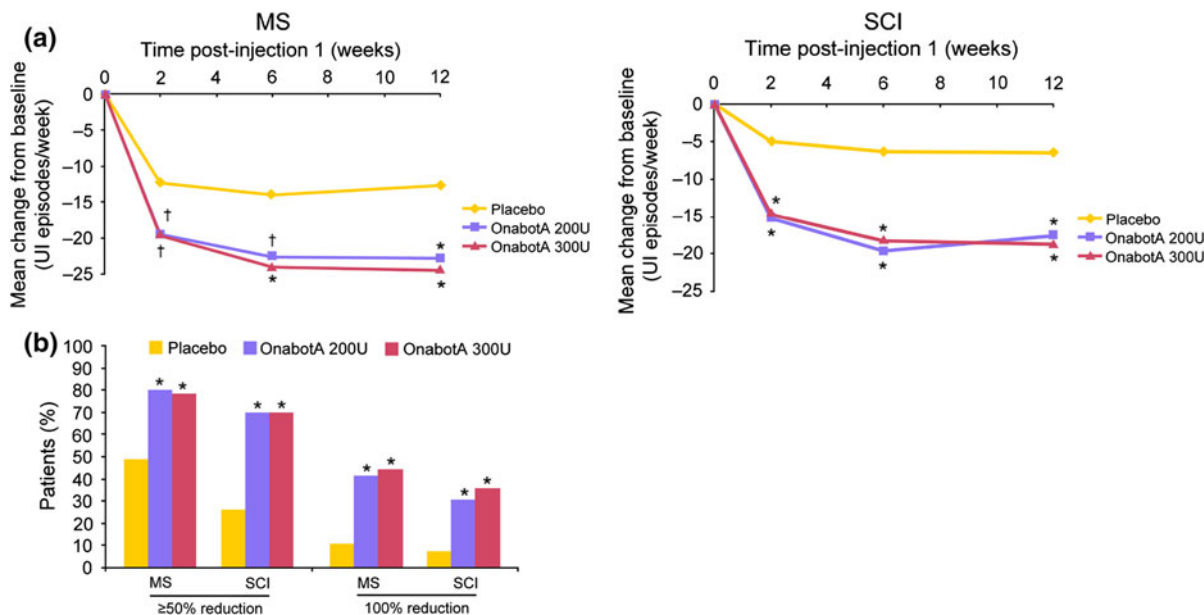 (a)
MS
Time post-injection 1 (weeks)
0 2 4 6 8 10 12
Mean change from baseline
(UI episodes/week)
0
–5
–10
–15
–20
–25
†
†
†
*
*
*
Placebo
OnabotA 200U
OnabotA 300U
SCI
Time post-injection 1 (weeks)
0 2 4 6 8 10 12
Mean change from baseline
(UI episodes/week)
0
–5
–10
–15
–20
–25
*
*
*
*
*
*
Placebo
OnabotA 200U
OnabotA 300U
(b)
Placebo OnabotA 200U OnabotA 300U
Patients (%)
100
90
80
70
60
50
40
30
20
10
0
* *
* *
* *
* *
MS SCI MS SCI
≥50% reduction 100% reduction